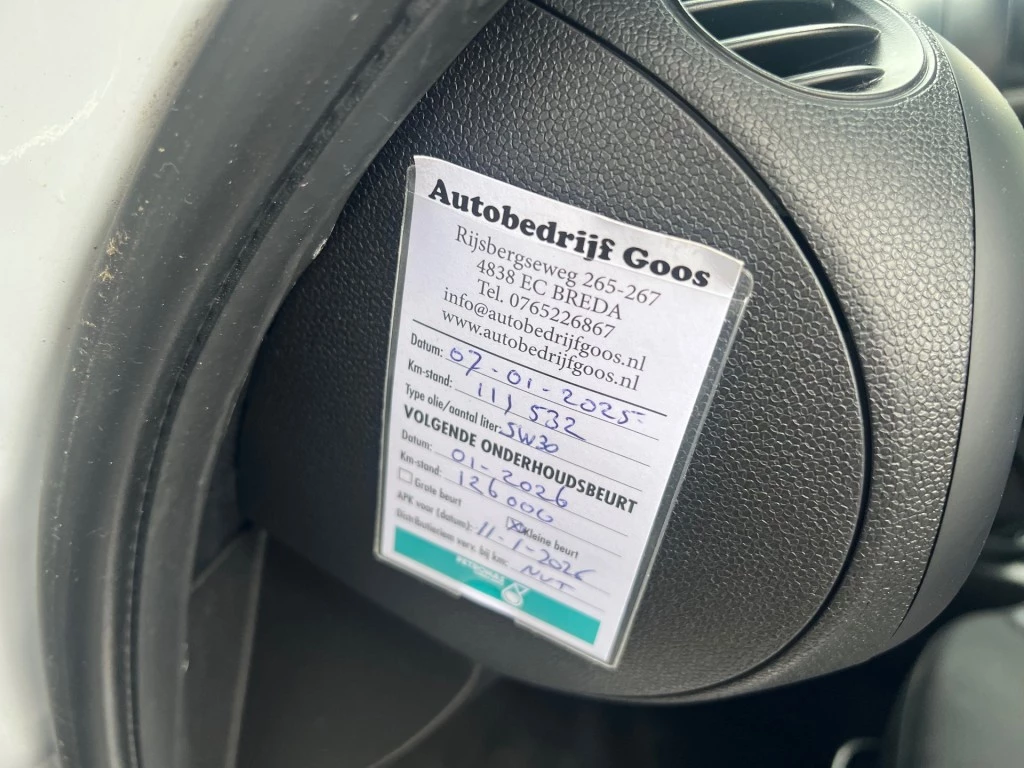 Autobedrijf Goos
Rijsbergseweg 265-267
4838 EC BREDA
Tel. 0765226867
info@autobedrijfgoos.nl
www.autobedrijfgoos.nl
Datum: 07-01-2025
Km-stand: 111532
Type olie/aantal liter: 5W30
VOLGENDE ONDERHOUDSBEURT
Datum: 01-2026
Km-stand: 126000
Grote beurt Kleine beurt
APK voor (datum): 11-1-2026
Distributieriem verv. bij km: NVT
PETRONAS